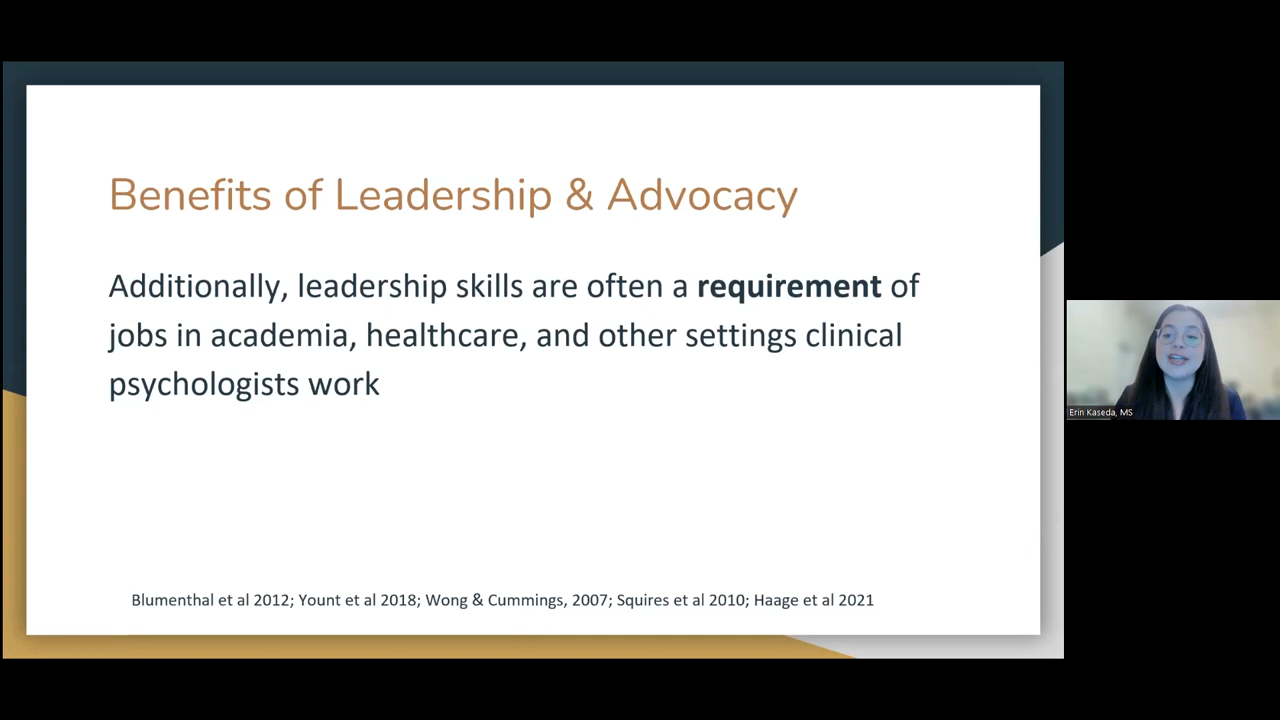 Benefits of Leadership & Advocacy
Additionally, leadership skills are often a requirement of
jobs in academia, healthcare, and other settings clinical
psychologists work
Blumenthal et al 2012; Yount et al 2018; Wong & Cummings, 2007; Squires et al 2010; Haage et al 2021
Erin Kaseda, MS